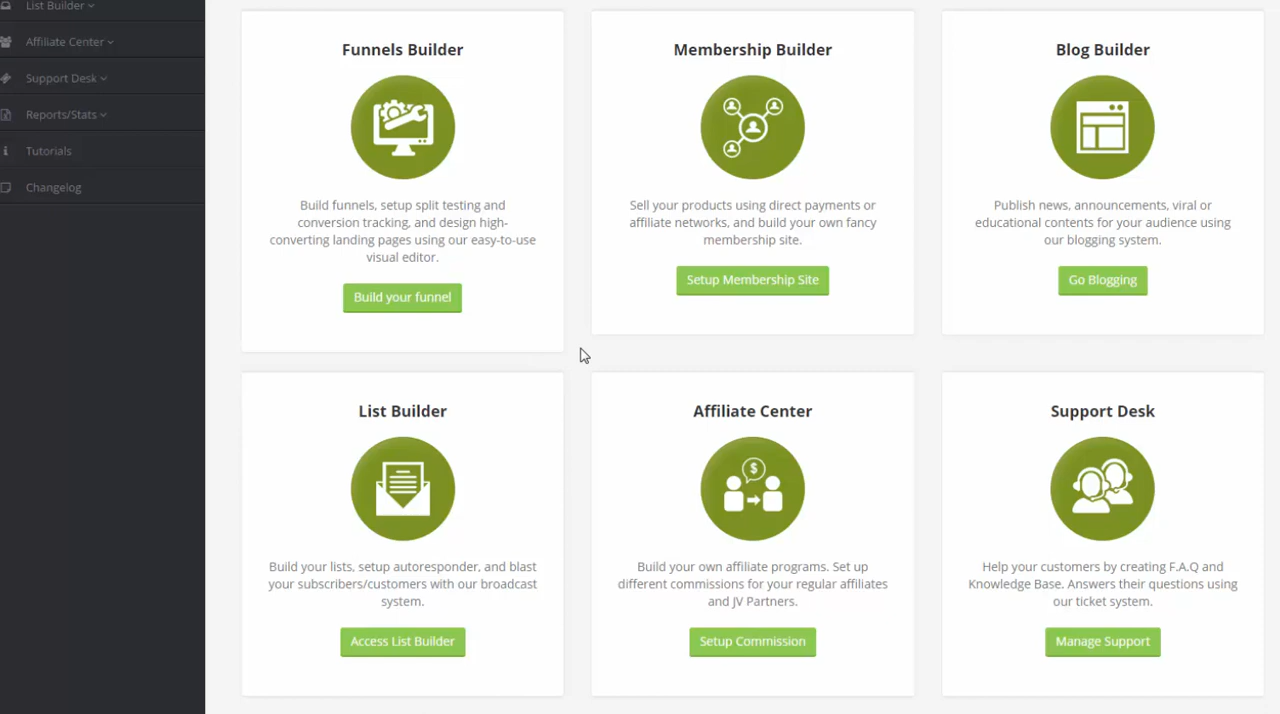 List Builder
Affiliate Center
Support Desk
Reports/Stats
Tutorials
Changelog
Funnels Builder
Build funnels, setup split testing and
conversion tracking, and design high-
converting landing pages using our easy-to-use
visual editor.
Build your funnel
Membership Builder
Sell your products using direct payments or
affiliate networks, and build your own fancy
membership site.
Setup Membership Site
Blog Builder
Publish news, announcements, viral or
educational contents for your audience using
our blogging system.
Go Blogging
List Builder
Build your lists, setup autoresponder, and blast
your subscribers/customers with our broadcast
system.
Access List Builder
Affiliate Center
$
Build your own affiliate programs. Set up
different commissions for your regular affiliates
and JV Partners.
Setup Commission
Support Desk
Help your customers by creating F.A.Q and
Knowledge Base. Answers their questions using
our ticket system.
Manage Support